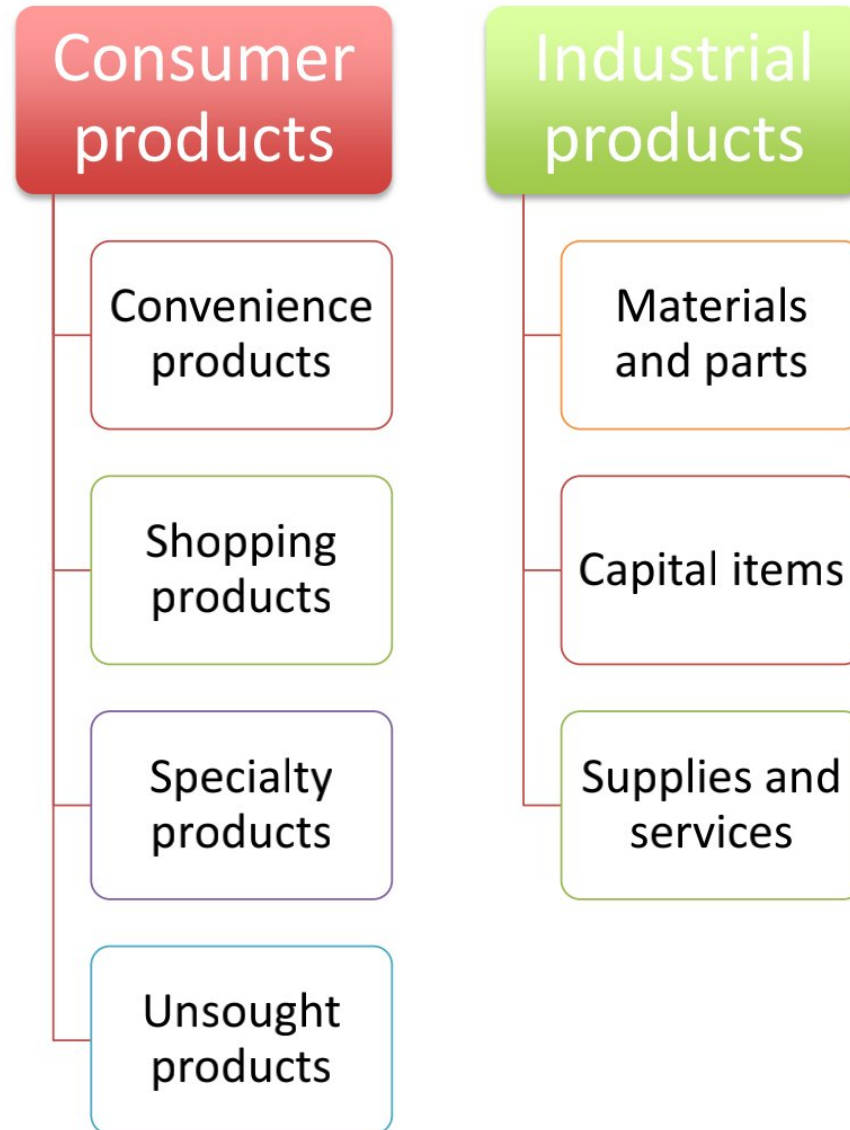 Consumer
products
Convenience
products
Shopping
products
Specialty
products
Unsought
products
Industrial
products
Materials
and parts
Capital items
Supplies and
services